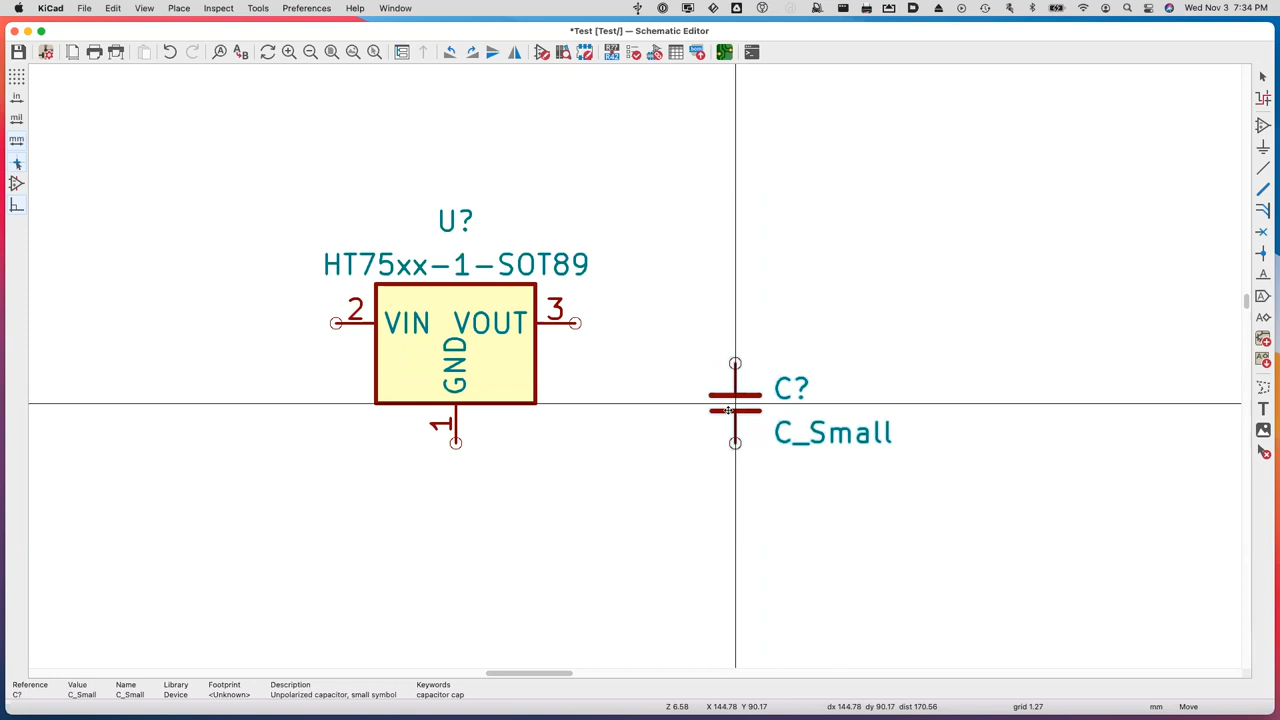 KiCad File Edit View Place Inspect Tools Preferences Window Help Wed Nov 3 7:34 PM
*Test [Test/] — Schematic Editor
in
mil
mm
U?
HT75xx-1-SOT89
2 VIN VOUT 3
GND
1
C?
C_Small
Reference Value Name Library Footprint Description Keywords
C? C_Small C_Small Device <Unknown> Unpolarized capacitor, small symbol capacitor cap
Z 6.58 X 144.78 Y 90.17 dx 144.78 dy 90.17 dist 170.56 grid 1.27 mm Move